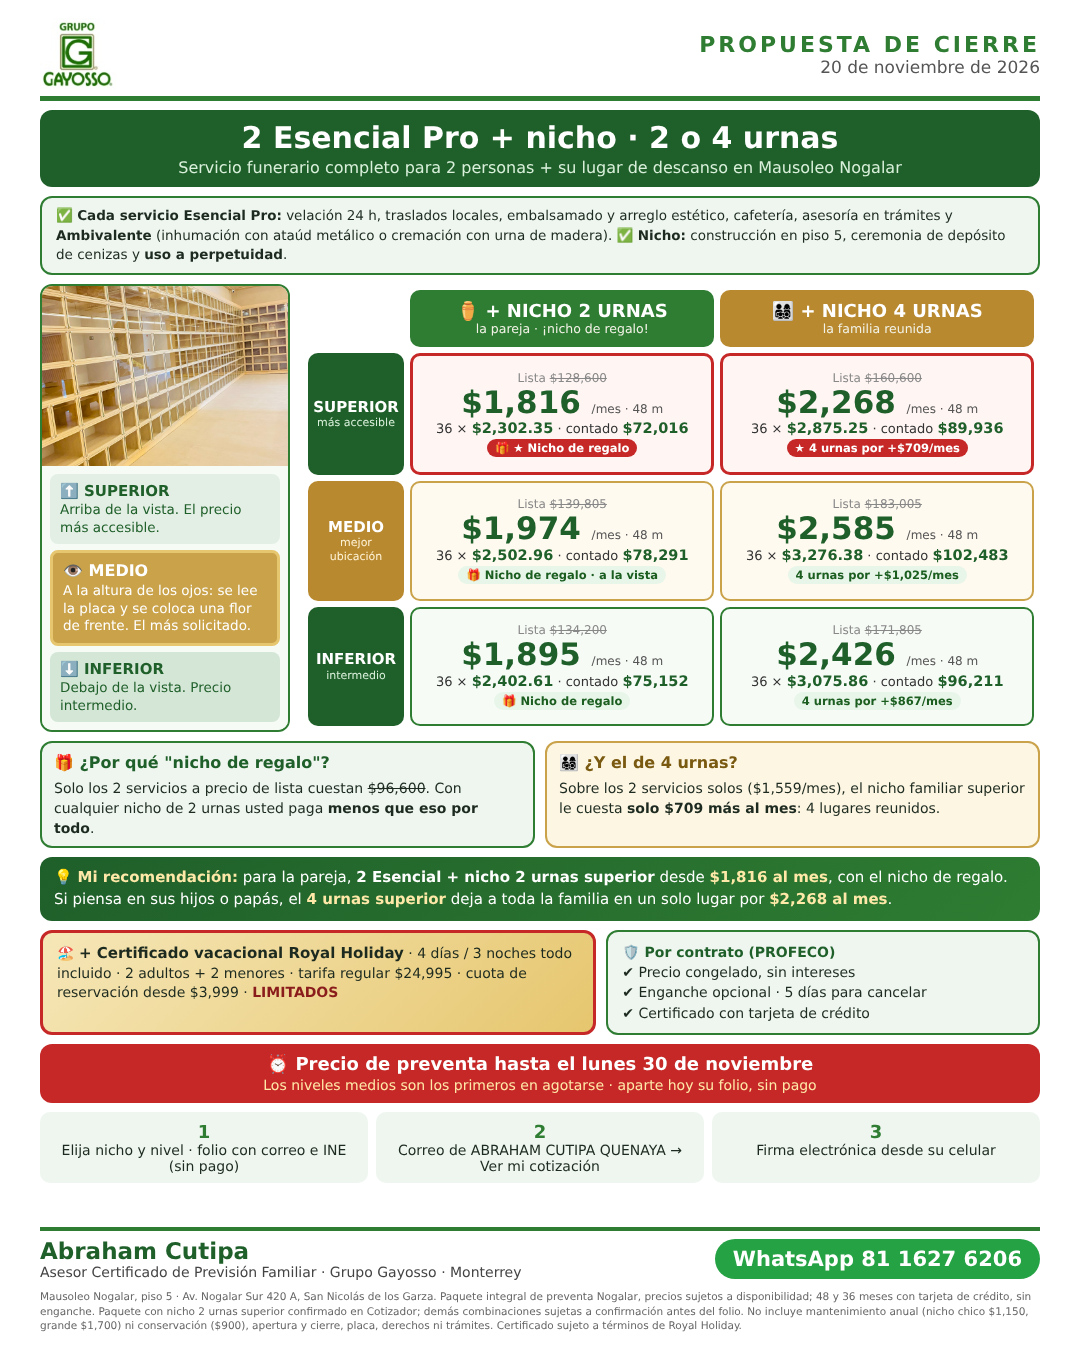 GRUPO
GAYOSSO
PROPUESTA DE CIERRE
20 de noviembre de 2026
2 Esencial Pro + nicho · 2 o 4 urnas
Servicio funerario completo para 2 personas + su lugar de descanso en Mausoleo Nogalar
✅ Cada servicio Esencial Pro: velación 24 h, traslados locales, embalsamado y arreglo estético, cafetería, asesoría en trámites y
Ambivalente (inhumación con ataúd metálico o cremación con urna de madera). ✅ Nicho: construcción en piso 5, ceremonia de depósito
de cenizas y uso a perpetuidad.
⬆️ SUPERIOR
Arriba de la vista. El precio
más accesible.
👁️ MEDIO
A la altura de los ojos: se lee
la placa y se coloca una flor
de frente. El más solicitado.
⬇️ INFERIOR
Debajo de la vista. Precio
intermedio.
⚱️ + NICHO 2 URNAS
la pareja · ¡nicho de regalo!
👨‍👩‍👧‍👦 + NICHO 4 URNAS
la familia reunida
SUPERIOR
más accesible
Lista $128,600
$1,816 /mes · 48 m
36 × $2,302.35 · contado $72,016
🎁 ★ Nicho de regalo
Lista $160,600
$2,268 /mes · 48 m
36 × $2,875.25 · contado $89,936
★ 4 urnas por +$709/mes
MEDIO
mejor
ubicación
Lista $139,805
$1,974 /mes · 48 m
36 × $2,502.96 · contado $78,291
🎁 Nicho de regalo · a la vista
Lista $183,005
$2,585 /mes · 48 m
36 × $3,276.38 · contado $102,483
4 urnas por +$1,025/mes
INFERIOR
intermedio
Lista $134,200
$1,895 /mes · 48 m
36 × $2,402.61 · contado $75,152
🎁 Nicho de regalo
Lista $171,805
$2,426 /mes · 48 m
36 × $3,075.86 · contado $96,211
4 urnas por +$867/mes
🎁 ¿Por qué "nicho de regalo"?
Solo los 2 servicios a precio de lista cuestan $96,600. Con
cualquier nicho de 2 urnas usted paga menos que eso por
todo.
👨‍👩‍👧‍👦 ¿Y el de 4 urnas?
Sobre los 2 servicios solos ($1,559/mes), el nicho familiar superior
le cuesta solo $709 más al mes: 4 lugares reunidos.
💡 Mi recomendación: para la pareja, 2 Esencial + nicho 2 urnas superior desde $1,816 al mes, con el nicho de regalo.
Si piensa en sus hijos o papás, el 4 urnas superior deja a toda la familia en un solo lugar por $2,268 al mes.
🏖️ + Certificado vacacional Royal Holiday · 4 días / 3 noches todo
incluido · 2 adultos + 2 menores · tarifa regular $24,995 · cuota de
reservación desde $3,999 · LIMITADOS
🛡️ Por contrato (PROFECO)
✔ Precio congelado, sin intereses
✔ Enganche opcional · 5 días para cancelar
✔ Certificado con tarjeta de crédito
⏰ Precio de preventa hasta el lunes 30 de noviembre
Los niveles medios son los primeros en agotarse · aparte hoy su folio, sin pago
1
Elija nicho y nivel · folio con correo e INE
(sin pago)
2
Correo de ABRAHAM CUTIPA QUENAYA →
Ver mi cotización
3
Firma electrónica desde su celular
Abraham Cutipa
Asesor Certificado de Previsión Familiar · Grupo Gayosso · Monterrey
WhatsApp 81 1627 6206
Mausoleo Nogalar, piso 5 · Av. Nogalar Sur 420 A, San Nicolás de los Garza. Paquete integral de preventa Nogalar, precios sujetos a disponibilidad; 48 y 36 meses con tarjeta de crédito, sin
enganche. Paquete con nicho 2 urnas superior confirmado en Cotizador; demás combinaciones sujetas a confirmación antes del folio. No incluye mantenimiento anual (nicho chico $1,150,
grande $1,700) ni conservación ($900), apertura y cierre, placa, derechos ni trámites. Certificado sujeto a términos de Royal Holiday.